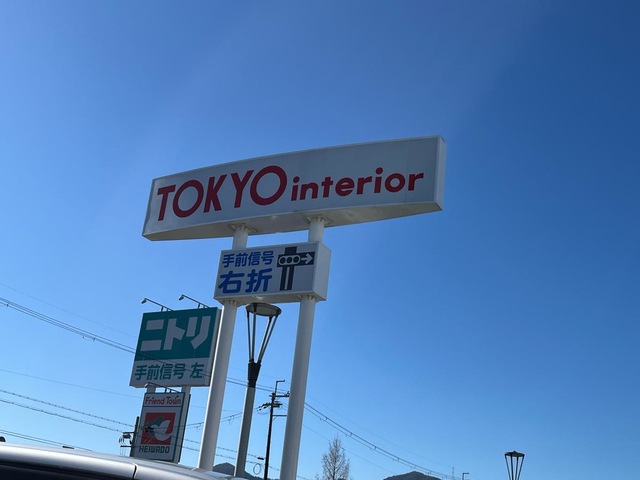 TOKYO interior
手前信号
右折
ニトリ
手前信号左
Friend Town
HEIWADO